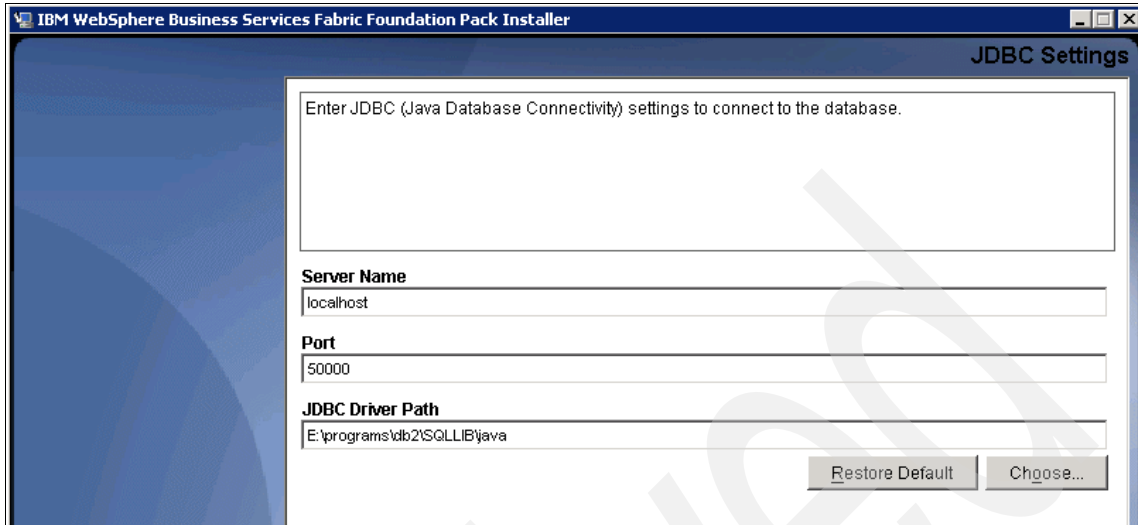 IBM WebSphere Business Services Fabric Foundation Pack Installer
JDBC Settings
Enter JDBC (Java Database Connectivity) settings to connect to the database.
Server Name
localhost
Port
50000
JDBC Driver Path
E:\programs\db2\SQLLIB\java
Restore Default
Choose...